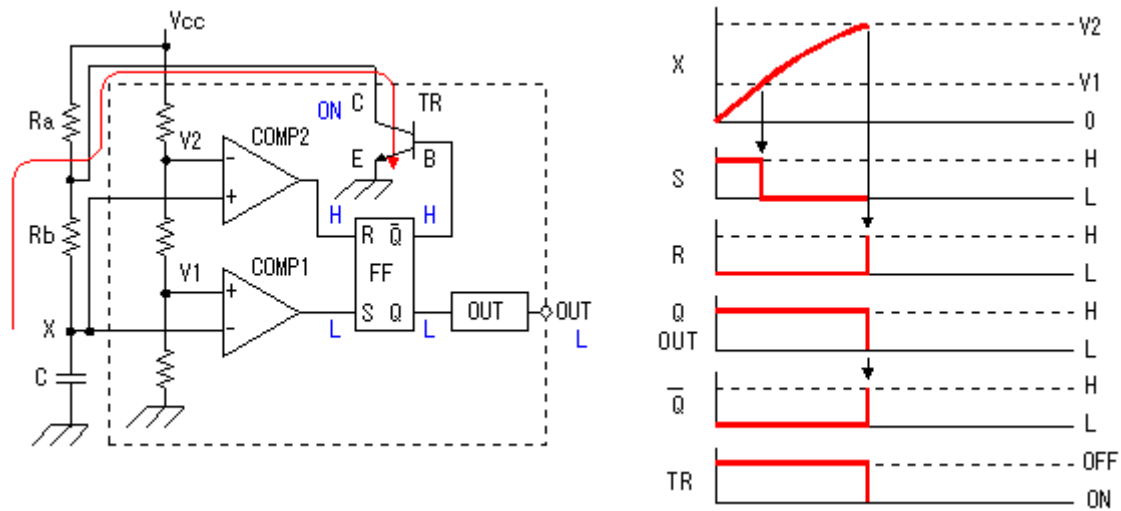 Vcc
Ra
Rb
X
C
V2
V1
COMP2
-
+
COMP1
+
-
ON
C
TR
E
B
H
H
R Q̅
FF
S Q
L
L
OUT
OUT
L
X
V2
V1
0
S
H
L
R
H
L
Q
OUT
H
L
Q̅
H
L
TR
OFF
ON